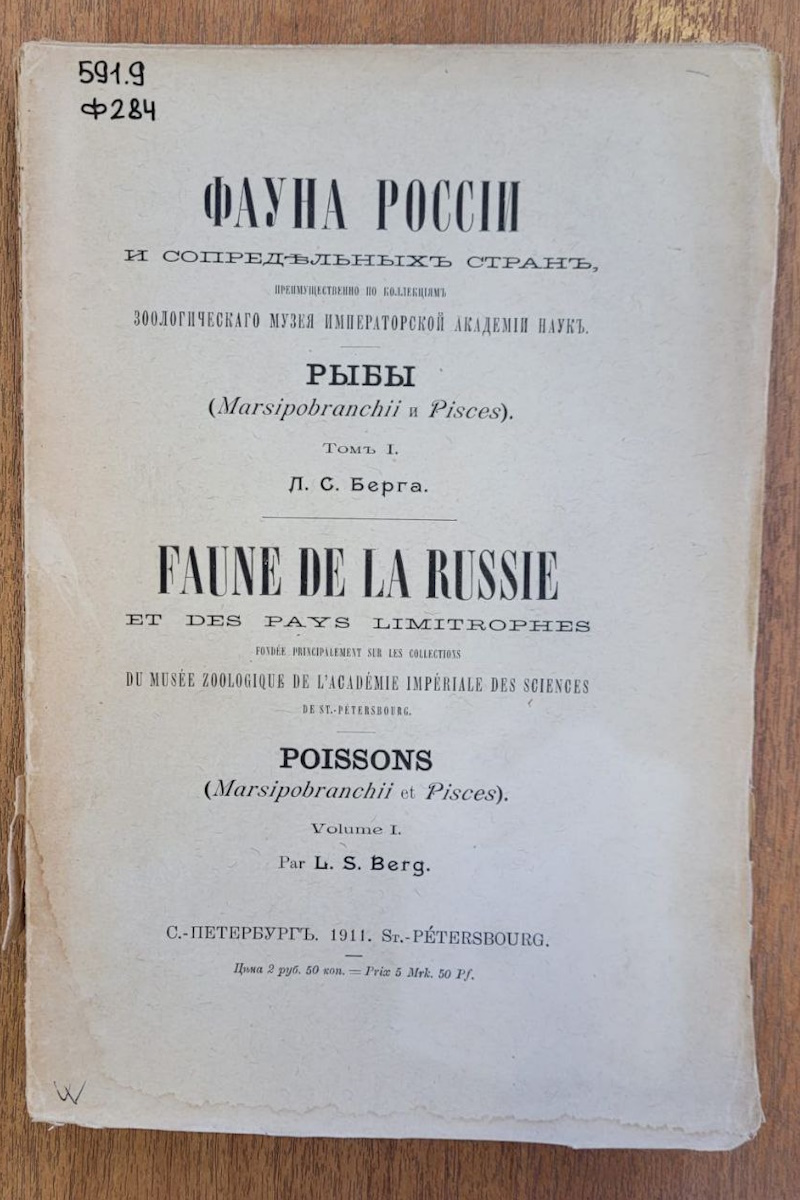 591.9
Ф284
ФАУНА РОССІИ
И СОПРЕДѢЛЬНЫХЪ СТРАНЪ,
ПРЕИМУЩЕСТВЕННО ПО КОЛЛЕКЦІЯМЪ
ЗООЛОГИЧЕСКАГО МУЗЕЯ ИМПЕРАТОРСКОЙ АКАДЕМІИ НАУКЪ.
РЫБЫ
(Marsipobranchii и Pisces).
Томъ I.
Л. С. Берга.
FAUNE DE LA RUSSIE
ET DES PAYS LIMITROPHES
FONDÉE PRINCIPALEMENT SUR LES COLLECTIONS
DU MUSÉE ZOOLOGIQUE DE L'ACADÉMIE IMPÉRIALE DES SCIENCES
DE ST.-PÉTERSBOURG.
POISSONS
(Marsipobranchii et Pisces).
Volume I.
Par L. S. Berg.
С.-ПЕТЕРБУРГЪ. 1911. ST.-PÉTERSBOURG.
Цѣна 2 руб. 50 коп. = Prix 5 Mrk. 50 Pf.
W